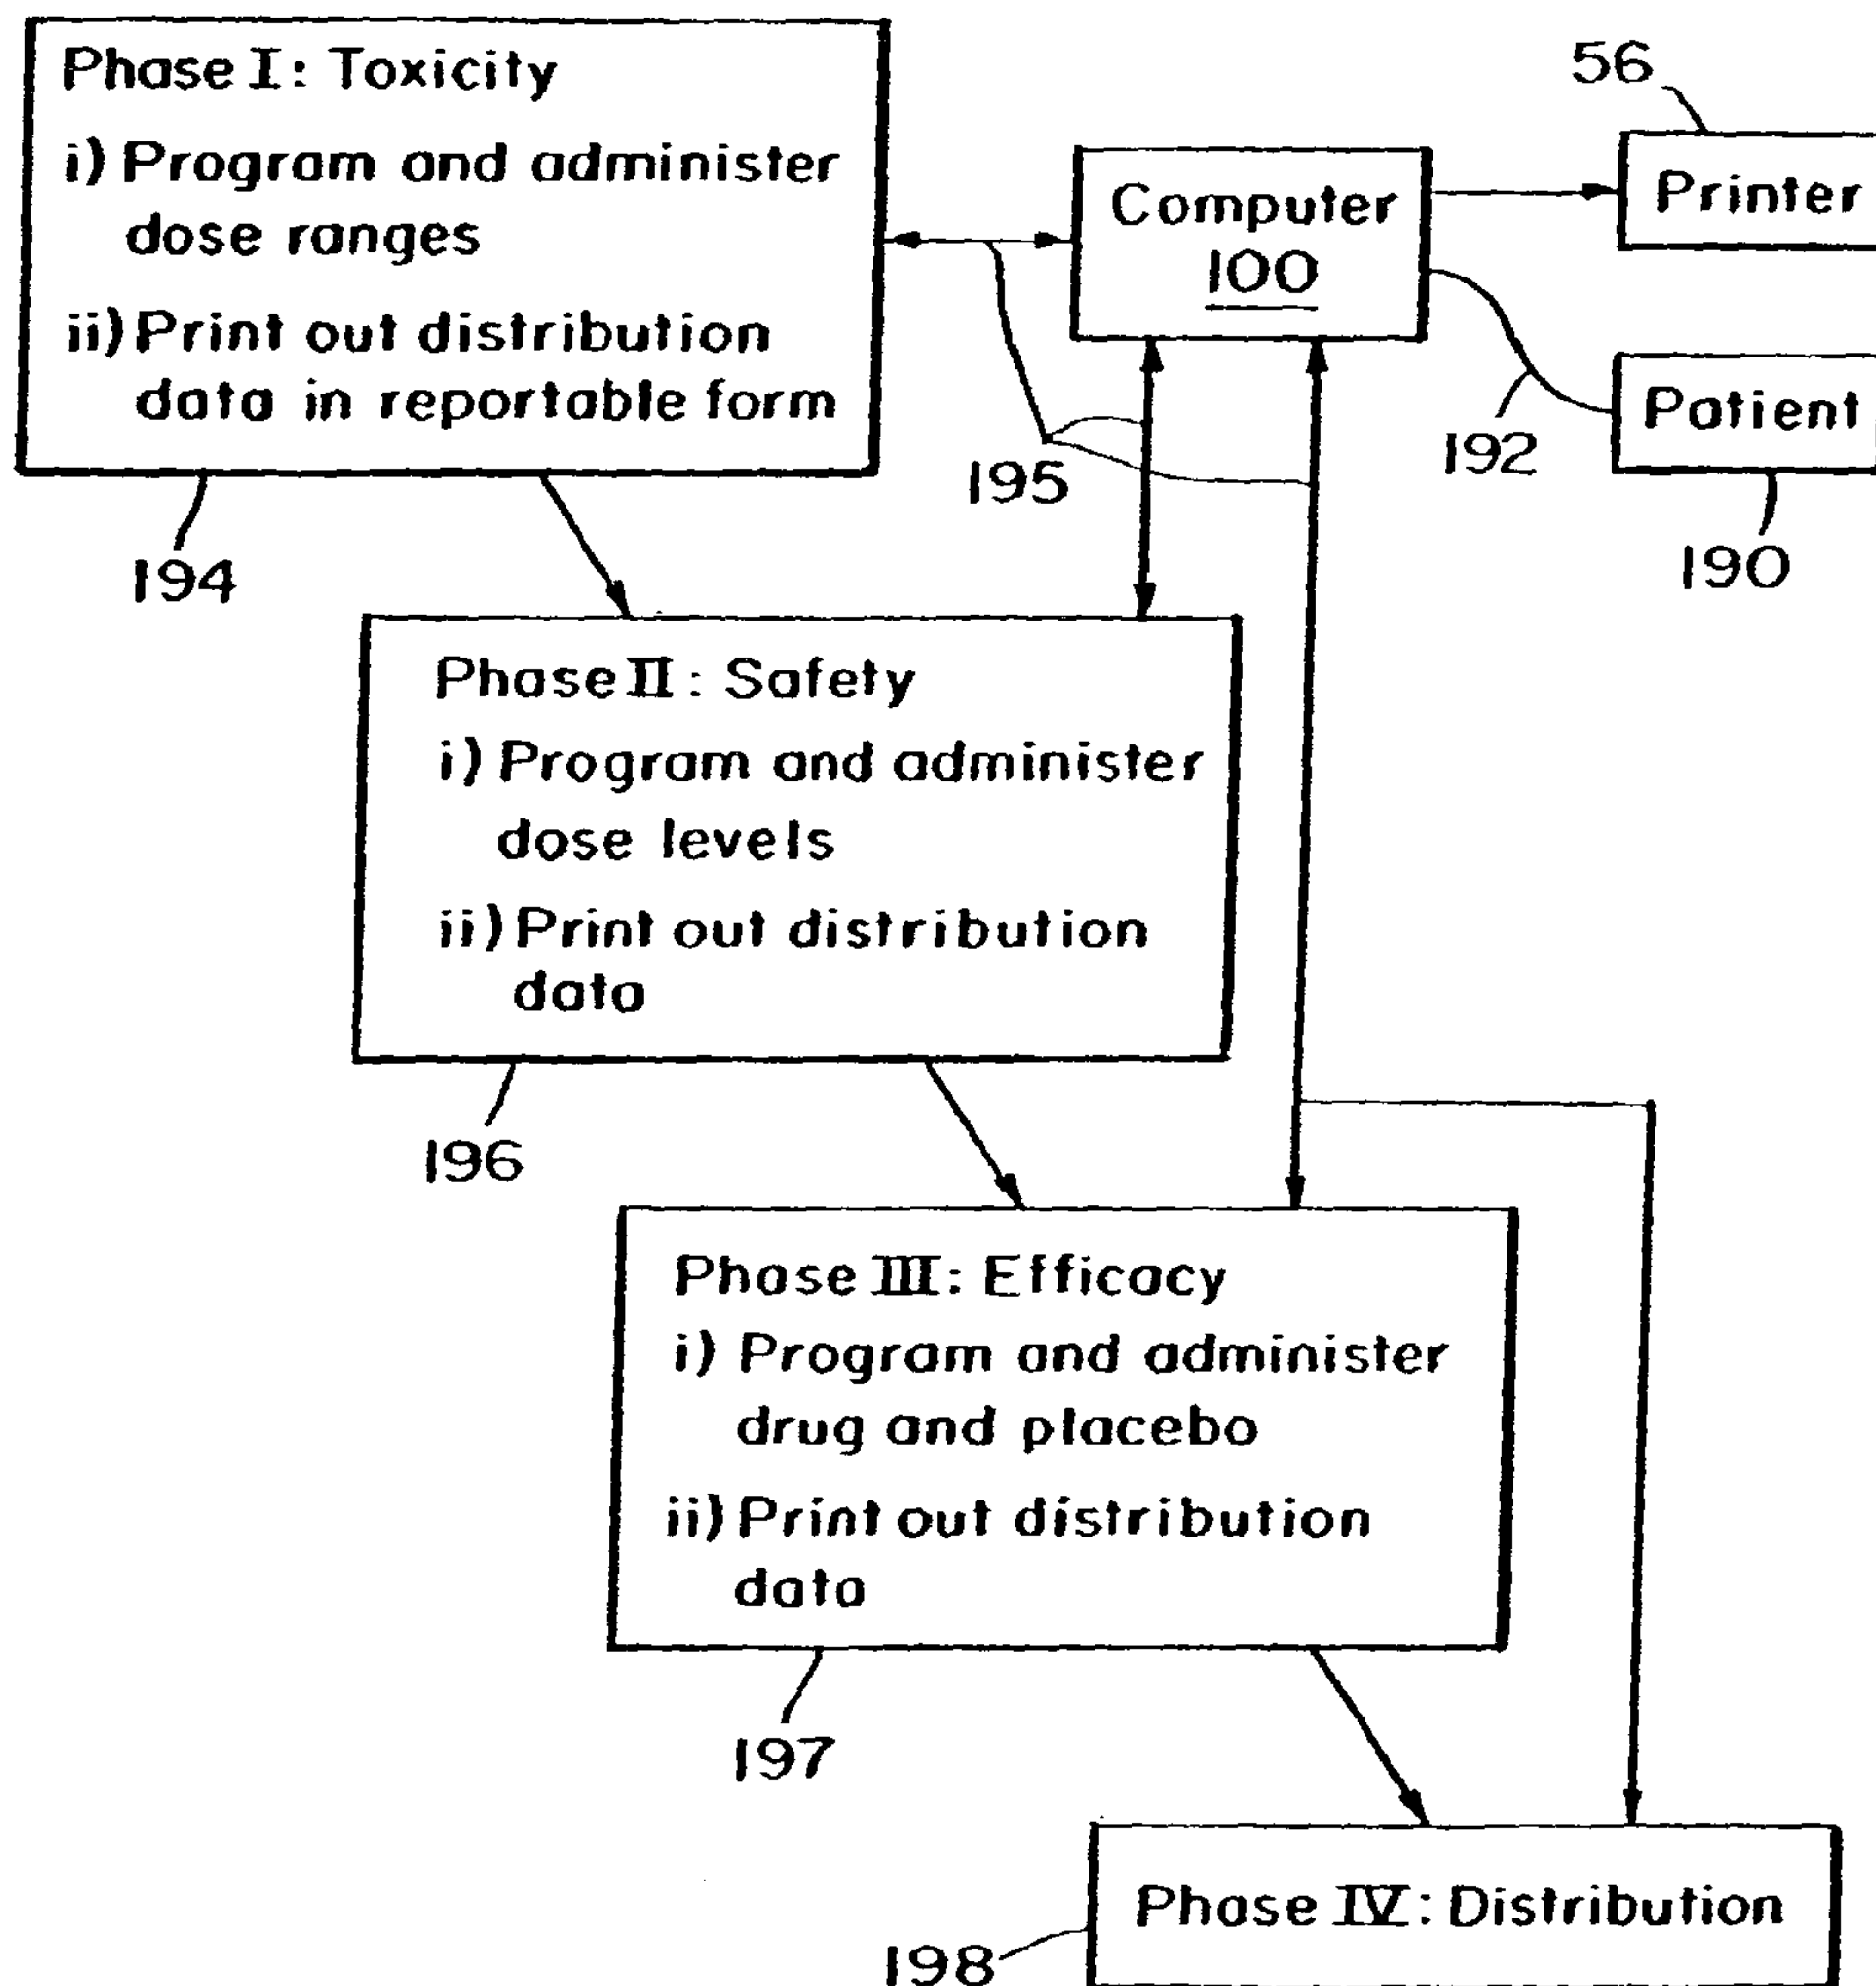 Phase I: Toxicity
i) Program and administer
dose ranges
ii) Print out distribution
data in reportable form
194
Computer
100
56
Printer
Patient
192
190
195
Phase II: Safety
i) Program and administer
dose levels
ii) Print out distribution
data
196
Phase III: Efficacy
i) Program and administer
drug and placebo
ii) Print out distribution
data
197
Phase IV: Distribution
198